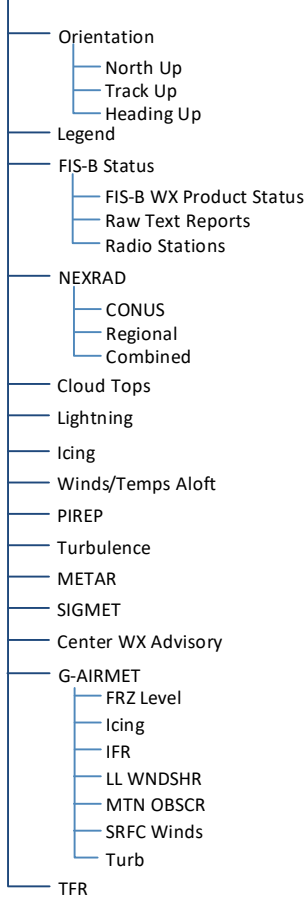 Orientation
North Up
Track Up
Heading Up
Legend
FIS-B Status
FIS-B WX Product Status
Raw Text Reports
Radio Stations
NEXRAD
CONUS
Regional
Combined
Cloud Tops
Lightning
Icing
Winds/Temps Aloft
PIREP
Turbulence
METAR
SIGMET
Center WX Advisory
G-AIRMET
FRZ Level
Icing
IFR
LL WNDSHR
MTN OBSCR
SRFC Winds
Turb
TFR